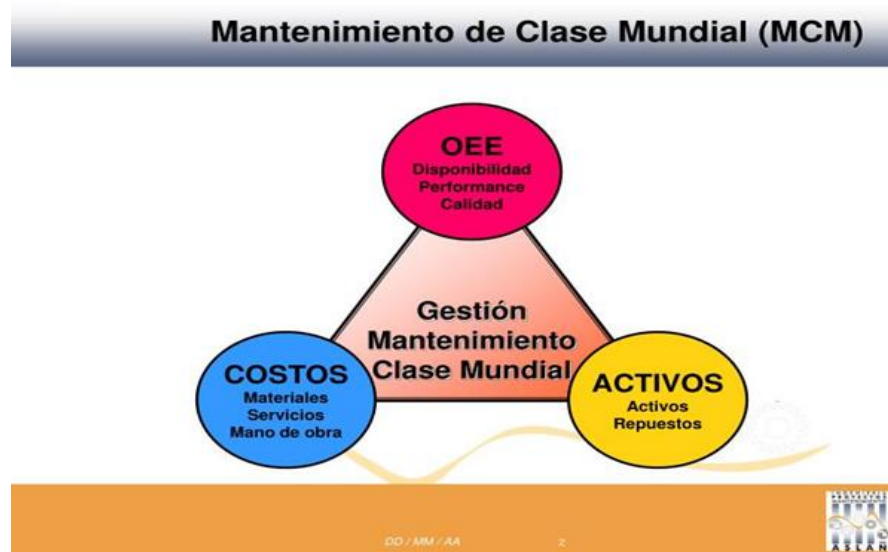 Mantenimiento de Clase Mundial (MCM)
OEE
Disponibilidad
Performance
Calidad
Gestión
Mantenimiento
Clase Mundial
COSTOS
Materiales
Servicios
Mano de obra
ACTIVOS
Activos
Repuestos
DD / MM / AA
2
A S L A N